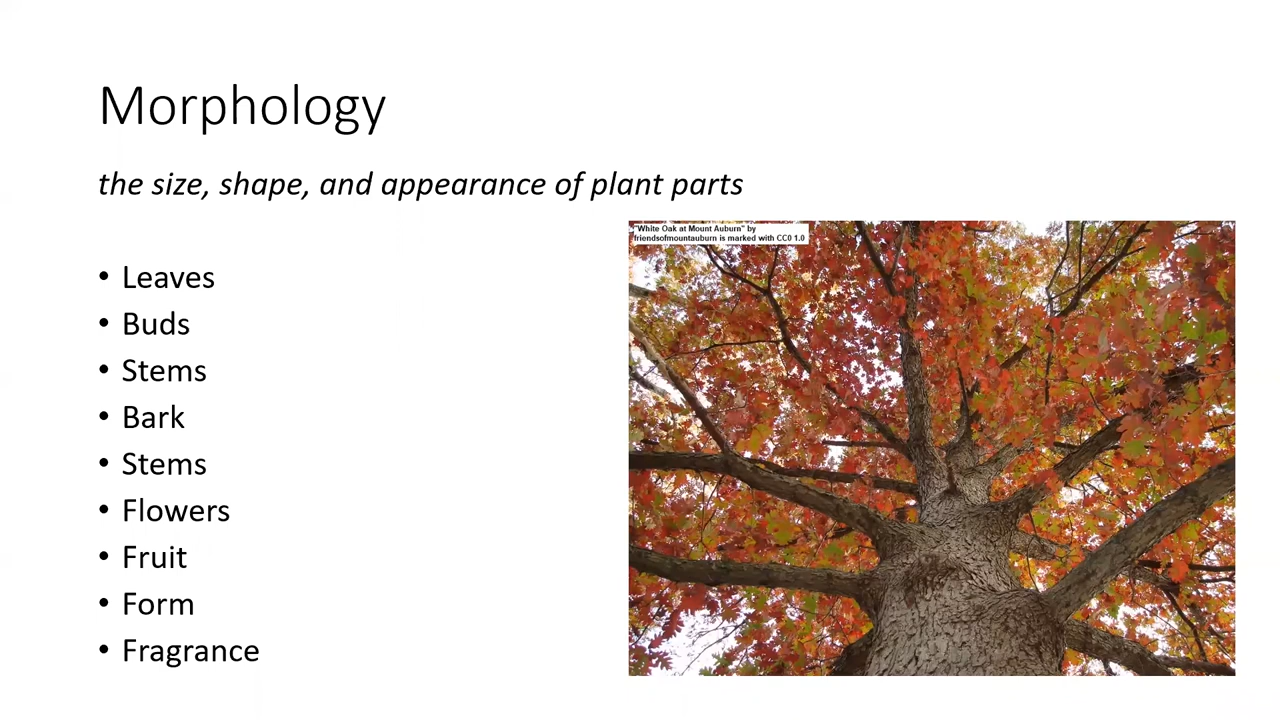 Morphology
the size, shape, and appearance of plant parts
"White Oak at Mount Auburn" by
friendsofmountauburn is marked with CC0 1.0
• Leaves
• Buds
• Stems
• Bark
• Stems
• Flowers
• Fruit
• Form
• Fragrance